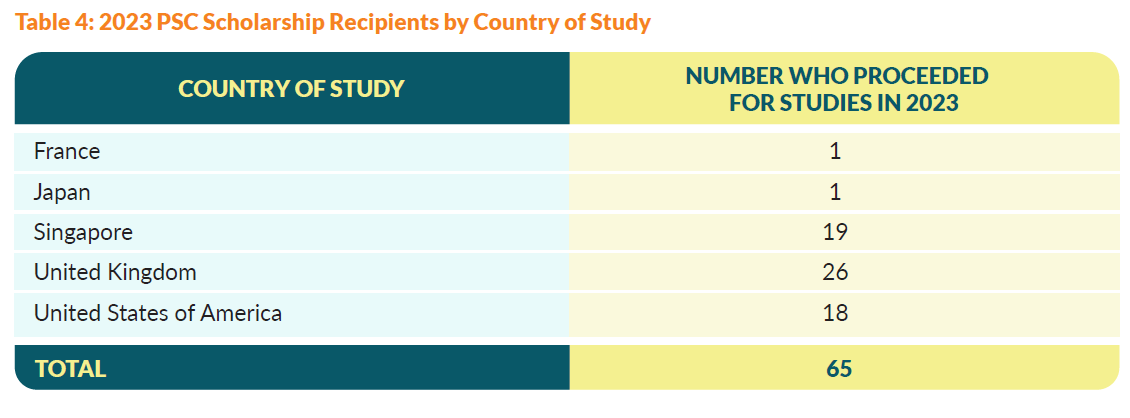 Table 4: 2023 PSC Scholarship Recipients by Country of Study
COUNTRY OF STUDY
NUMBER WHO PROCEEDED
FOR STUDIES IN 2023
France 1
Japan 1
Singapore 19
United Kingdom 26
United States of America 18
TOTAL 65